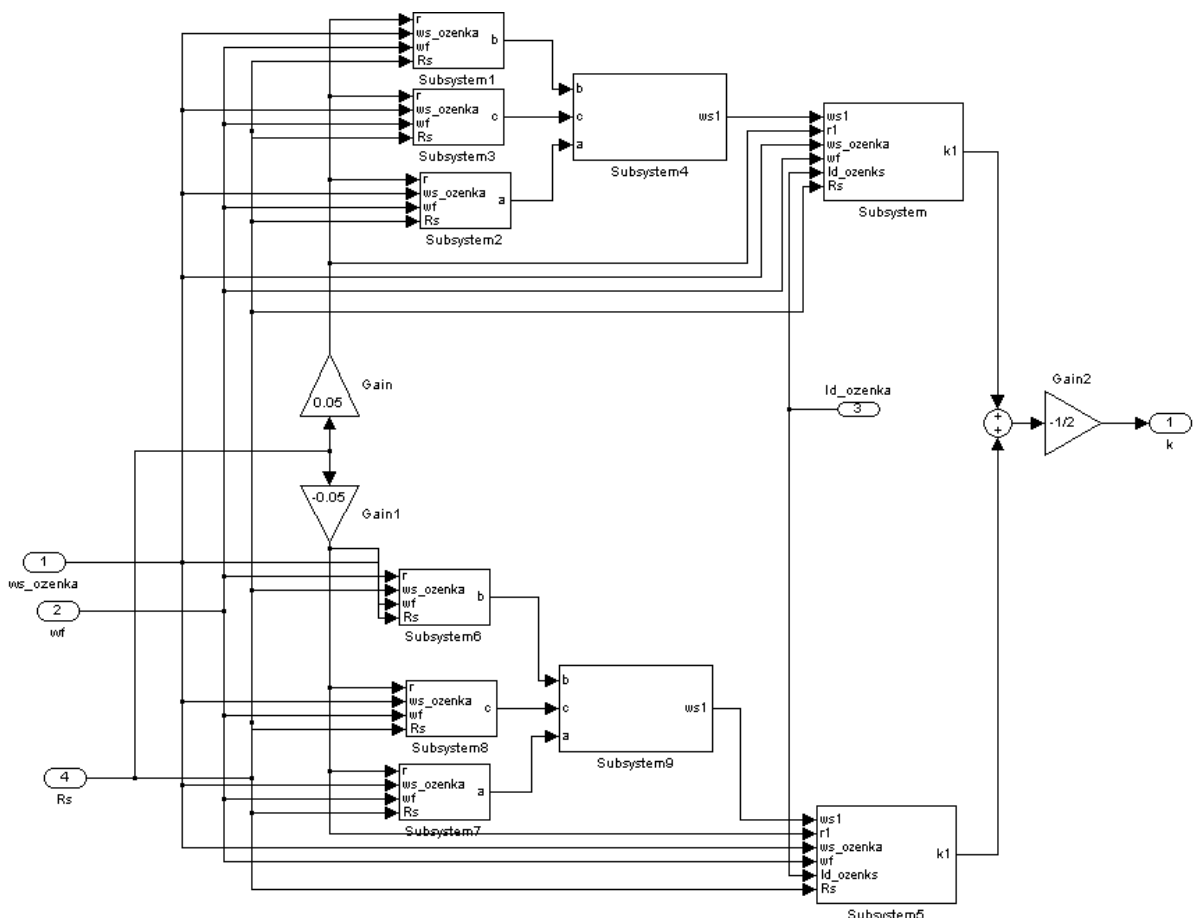 r
ws_ozenka
wf
Rs
b
Subsystem1
r
ws_ozenka
wf
Rs
c
Subsystem3
r
ws_ozenka
wf
Rs
a
Subsystem2
b
c
a
ws1
Subsystem4
ws1
r1
ws_ozenka
wf
Id_ozenks
Rs
k1
Subsystem
0.05
Gain
Id_ozenka
3
Gain2
+
+
-1/2
1
k
-0.05
Gain1
1
ws_ozenka
2
wf
r
ws_ozenka
wf
Rs
b
Subsystem6
r
ws_ozenka
wf
Rs
c
Subsystem8
b
c
a
ws1
Subsystem9
4
Rs
r
ws_ozenka
wf
Rs
a
Subsystem7
ws1
r1
ws_ozenka
wf
Id_ozenks
Rs
k1
Subsystem5